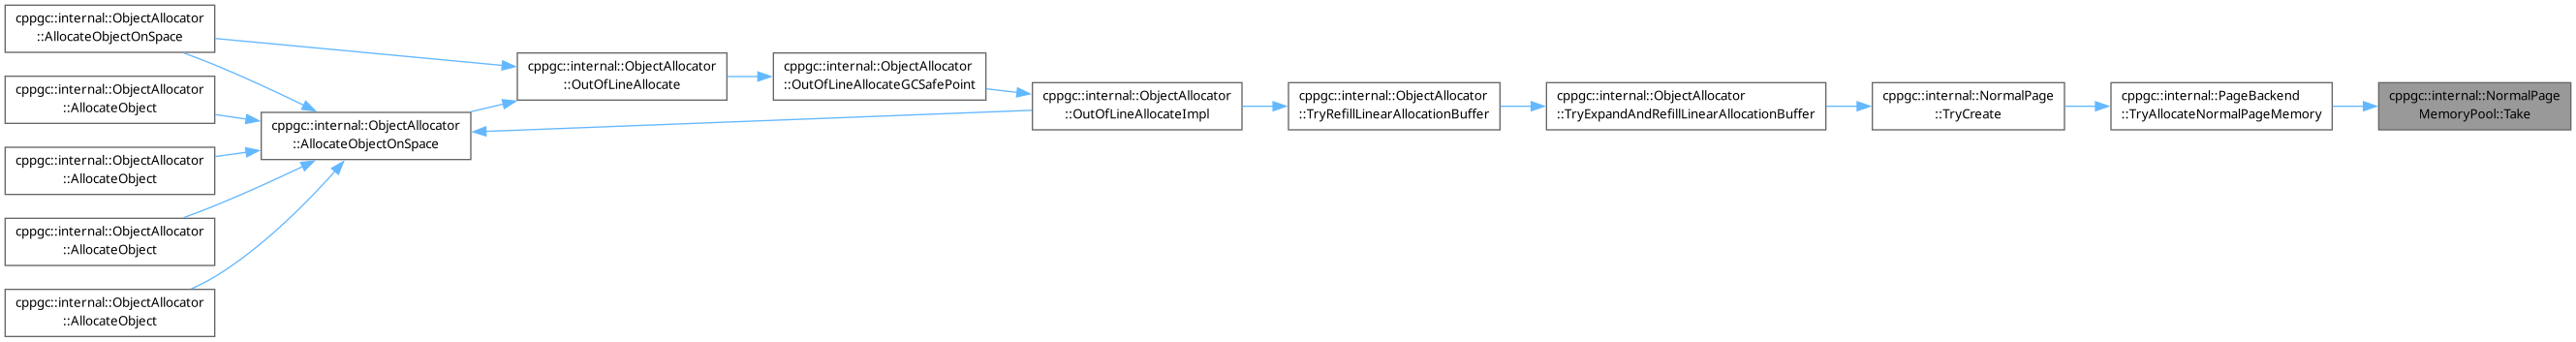 cppgc::internal::ObjectAllocator
::AllocateObjectOnSpace
cppgc::internal::ObjectAllocator
::AllocateObject
cppgc::internal::ObjectAllocator
::AllocateObject
cppgc::internal::ObjectAllocator
::AllocateObject
cppgc::internal::ObjectAllocator
::AllocateObject
cppgc::internal::ObjectAllocator
::AllocateObjectOnSpace
cppgc::internal::ObjectAllocator
::OutOfLineAllocate
cppgc::internal::ObjectAllocator
::OutOfLineAllocateGCSafePoint
cppgc::internal::ObjectAllocator
::OutOfLineAllocateImpl
cppgc::internal::ObjectAllocator
::TryRefillLinearAllocationBuffer
cppgc::internal::ObjectAllocator
::TryExpandAndRefillLinearAllocationBuffer
cppgc::internal::NormalPage
::TryCreate
cppgc::internal::PageBackend
::TryAllocateNormalPageMemory
cppgc::internal::NormalPage
MemoryPool::Take